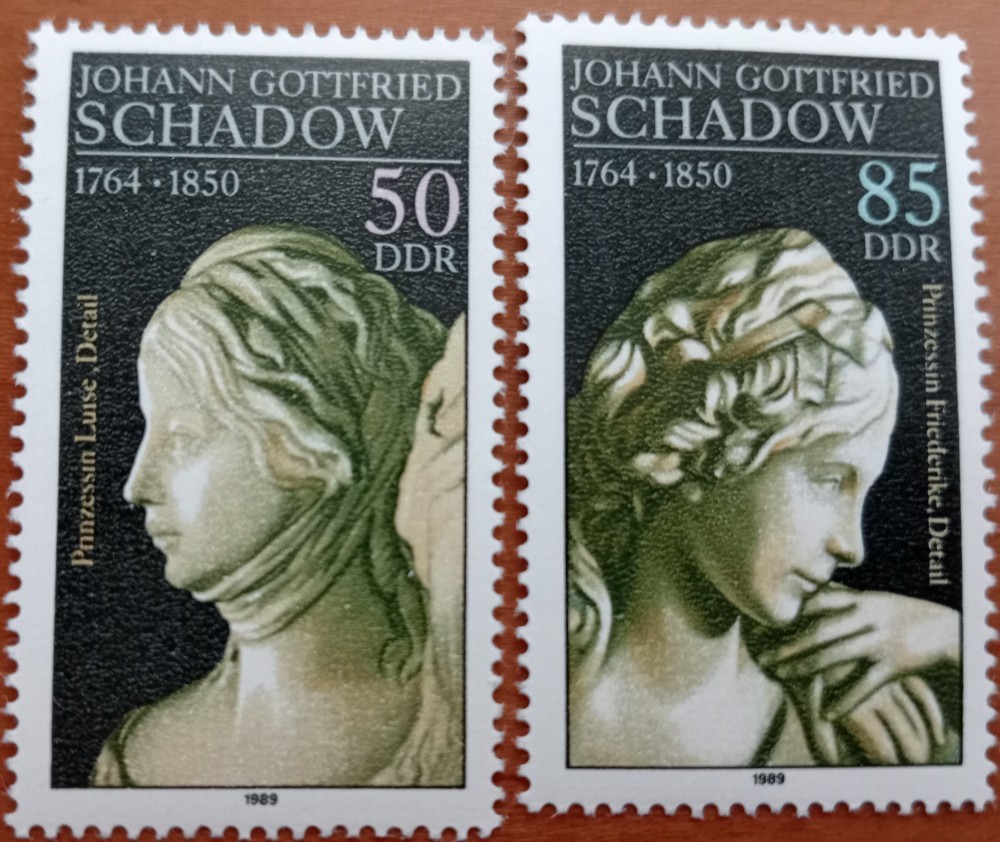 JOHANN GOTTFRIED
SCHADOW
1764 · 1850
50
DDR
Prinzessin Luise, Detail
1989
JOHANN GOTTFRIED
SCHADOW
1764 · 1850
85
DDR
Prinzessin Friederike, Detail
1989